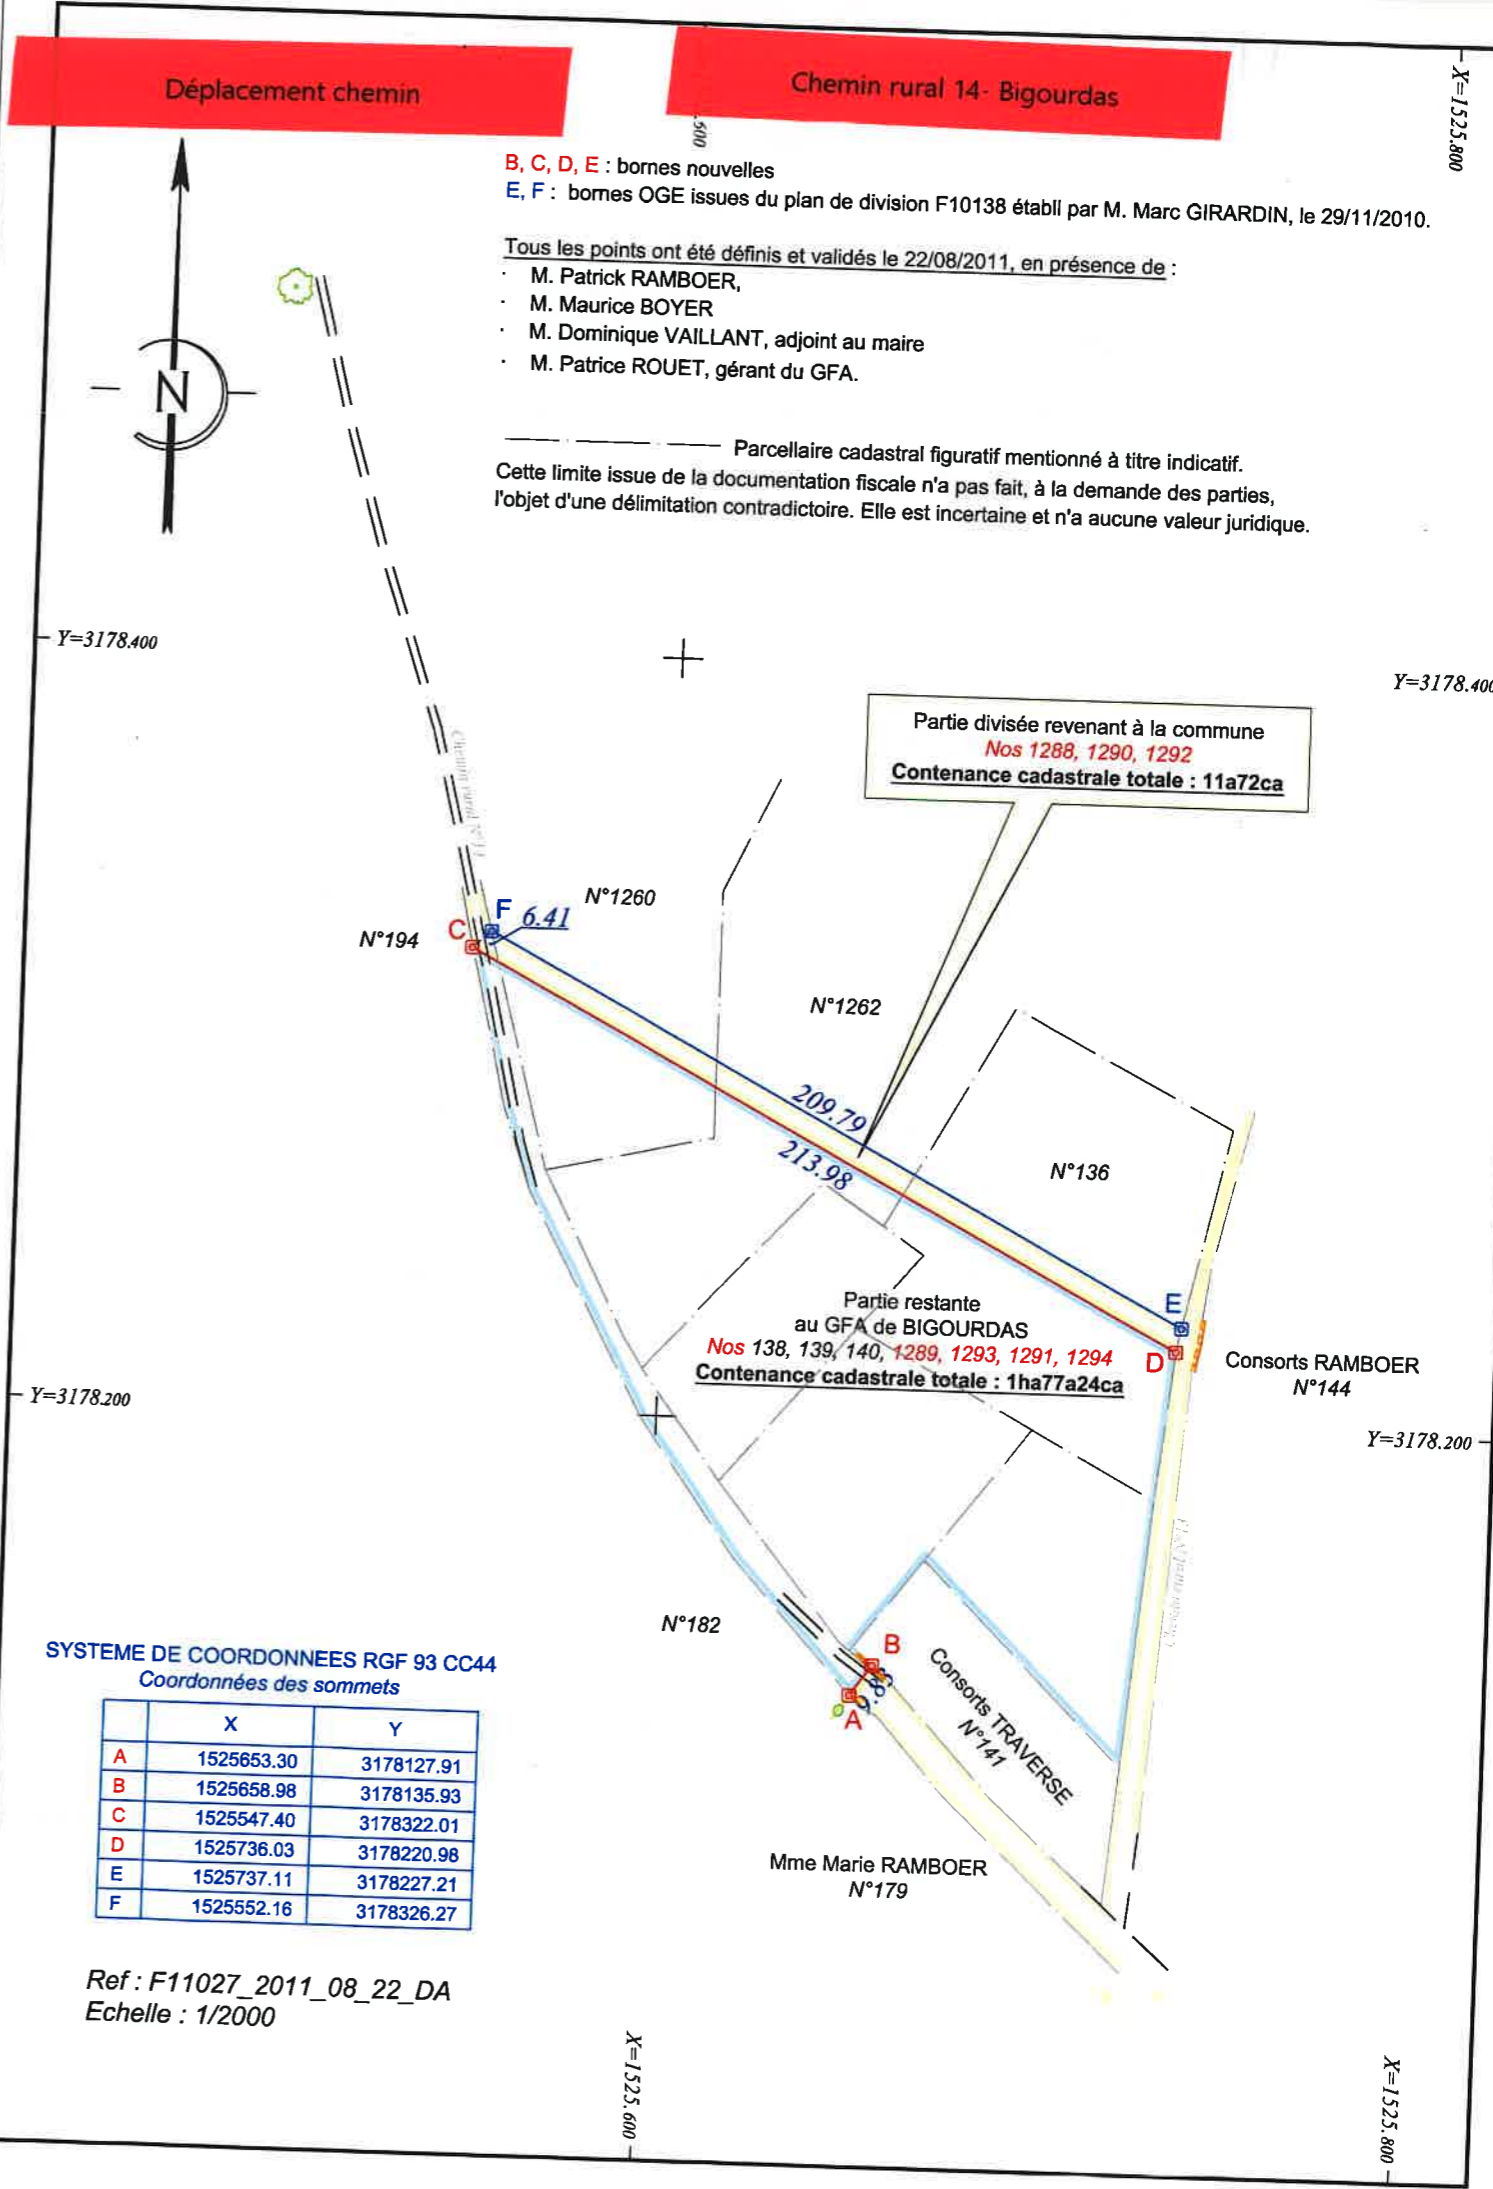 Déplacement chemin
Chemin rural 14- Bigourdas
X=1525.800
.600
B, C, D, E : bornes nouvelles
E, F : bornes OGE issues du plan de division F10138 établi par M. Marc GIRARDIN, le 29/11/2010.
Tous les points ont été définis et validés le 22/08/2011, en présence de :
· M. Patrick RAMBOER,
· M. Maurice BOYER
· M. Dominique VAILLANT, adjoint au maire
· M. Patrice ROUET, gérant du GFA.
N
Parcellaire cadastral figuratif mentionné à titre indicatif.
Cette limite issue de la documentation fiscale n'a pas fait, à la demande des parties,
l'objet d'une délimitation contradictoire. Elle est incertaine et n'a aucune valeur juridique.
Y=3178.400
Y=3178.400
Partie divisée revenant à la commune
Nos 1288, 1290, 1292
Contenance cadastrale totale : 11a72ca
Chemin rural
N°1260
F
6.41
C
N°194
N°1262
209.79
213.98
N°136
E
Partie restante
au GFA de BIGOURDAS
Nos 138, 139, 140, 1289, 1293, 1291, 1294
Contenance cadastrale totale : 1ha77a24ca
D
Consorts RAMBOER
N°144
Y=3178.200
Y=3178.200
Chemin rural N°13
N°182
B
9.83
A
Consorts TRAVERSE
N°141
Mme Marie RAMBOER
N°179
SYSTEME DE COORDONNEES RGF 93 CC44
Coordonnées des sommets
X Y
A 1525653.30 3178127.91
B 1525658.98 3178135.93
C 1525547.40 3178322.01
D 1525736.03 3178220.98
E 1525737.11 3178227.21
F 1525552.16 3178326.27
Ref : F11027_2011_08_22_DA
Echelle : 1/2000
X=1525.600
X=1525.800